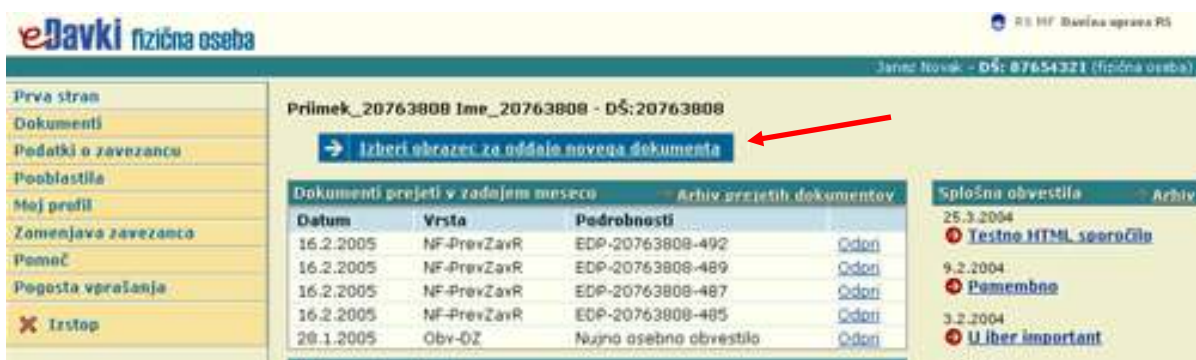 eDavki fizična oseba
RS MF Davčna uprava RS
Janez Novak - DŠ: 87654321 (fizična oseba)
Prva stran
Dokumenti
Podatki o zavezancu
Pooblastila
Moj profil
Zamenjava zavezanca
Pomoč
Pogosta vprašanja
Izstop
Priimek_20763808 Ime_20763808 - DŠ:20763808
Izberi obrazec za oddajo novega dokumenta
Dokumenti prejeti v zadnjem mesecu Arhiv prejetih dokumentov
Datum Vrsta Podrobnosti
16.2.2005 NF-PrevZavR EDP-20763808-492 Odpri
16.2.2005 NF-PrevZavR EDP-20763808-489 Odpri
16.2.2005 NF-PrevZavR EDP-20763808-487 Odpri
16.2.2005 NF-PrevZavR EDP-20763808-485 Odpri
28.1.2005 Obv-DZ Nujno osebno obvestilo Odpri
Splošna obvestila Arhiv
25.3.2004
Testno HTML sporočilo
9.2.2004
Pomembno
3.2.2004
U iber important